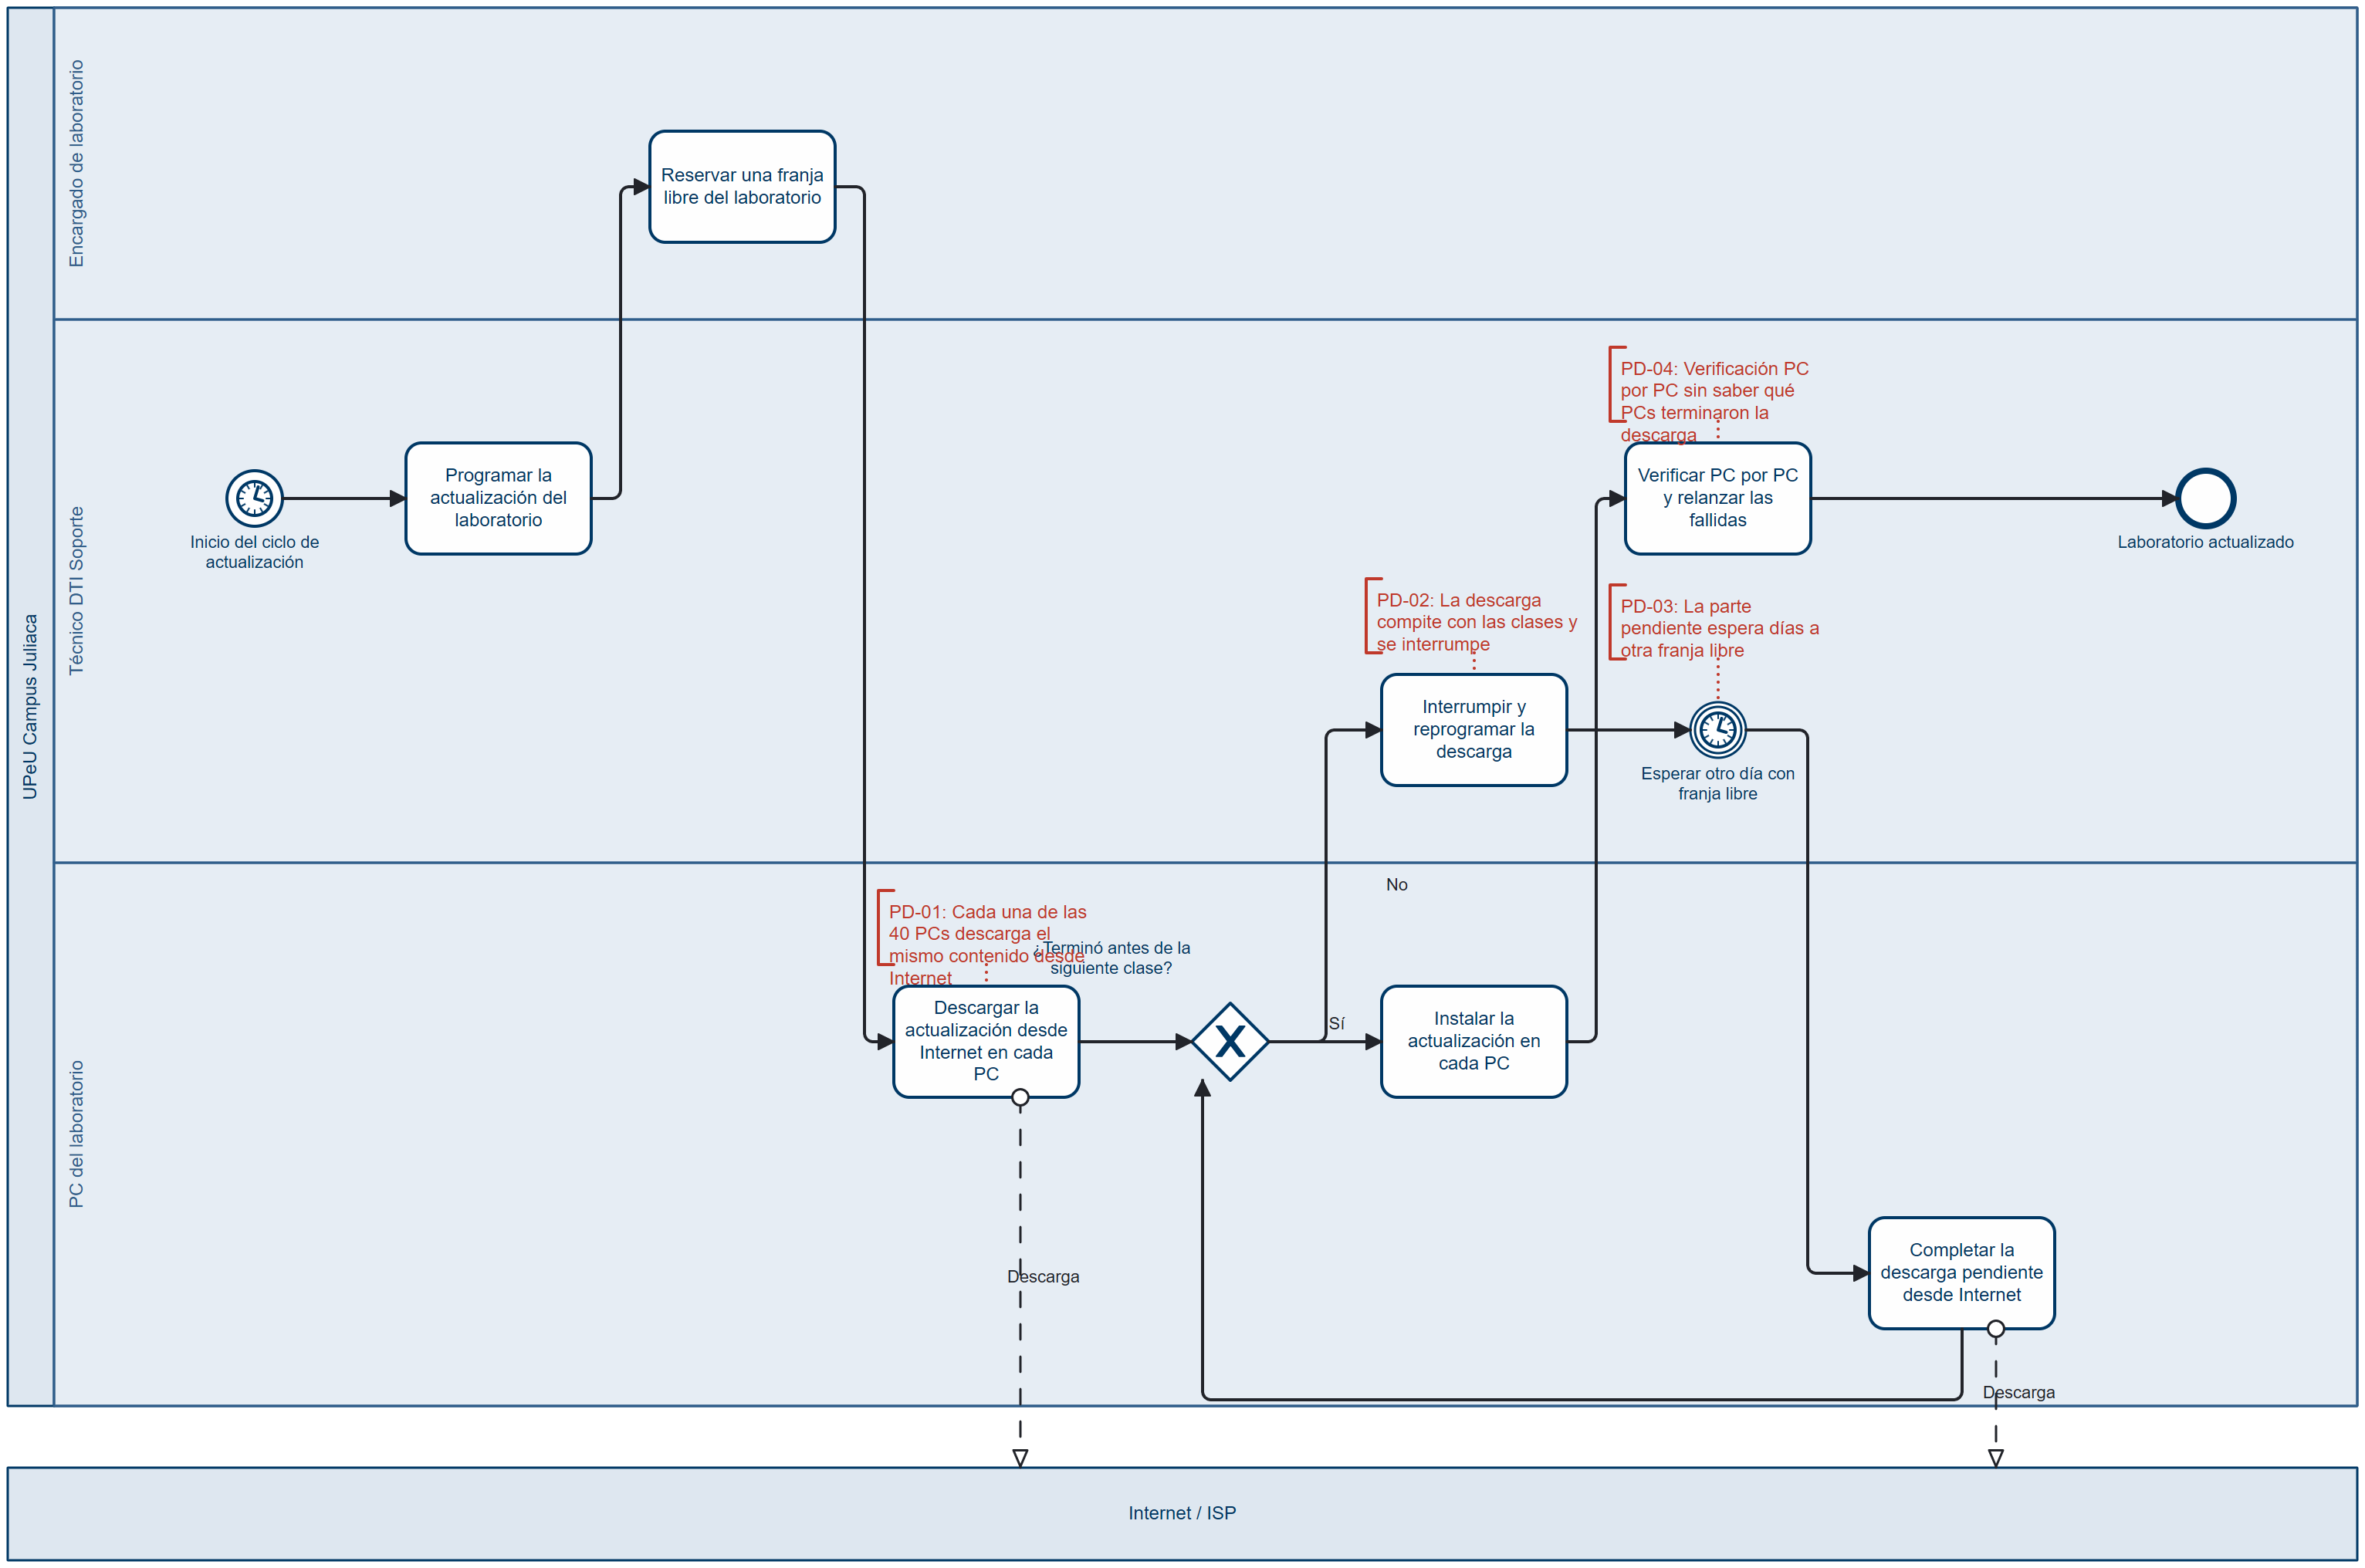 UPeU Campus Juliaca
Encargado de laboratorio
Reservar una franja
libre del laboratorio
Técnico DTI Soporte
Inicio del ciclo de
actualización
Programar la
actualización del
laboratorio
PD-04: Verificación PC
por PC sin saber qué
PCs terminaron la
descarga
Verificar PC por PC
y relanzar las
fallidas
Laboratorio actualizado
PD-02: La descarga
compite con las clases y
se interrumpe
Interrumpir y
reprogramar la
descarga
PD-03: La parte
pendiente espera días a
otra franja libre
Esperar otro día con
franja libre
PC del laboratorio
PD-01: Cada una de las
40 PCs descarga el
mismo contenido desde
Internet
¿Terminó antes de la
siguiente clase?
No
Sí
Descargar la
actualización desde
Internet en cada
PC
Instalar la
actualización en
cada PC
Completar la
descarga pendiente
desde Internet
Descarga
Descarga
Internet / ISP